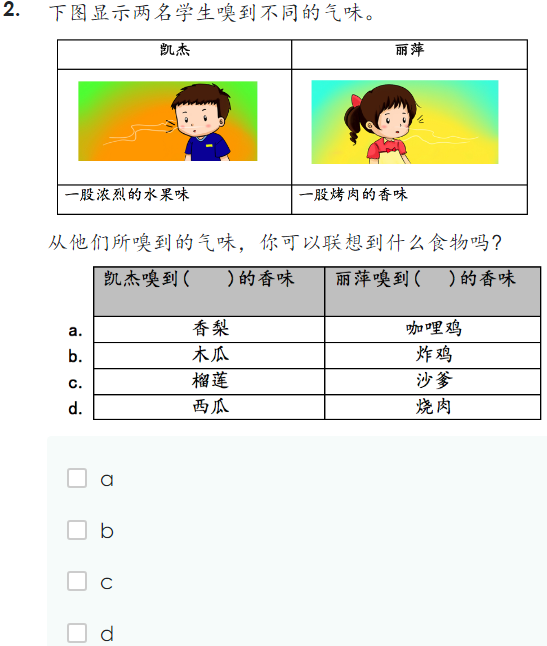 2. 下图显示两名学生嗅到不同的气味。
凯杰 丽萍
一股浓烈的水果味 一股烤肉的香味
从他们所嗅到的气味，你可以联想到什么食物吗?
凯杰嗅到( )的香味 丽萍嗅到( )的香味
a. 香梨 咖哩鸡
b. 木瓜 炸鸡
c. 榴莲 沙爹
d. 西瓜 烧肉
a
b
c
d